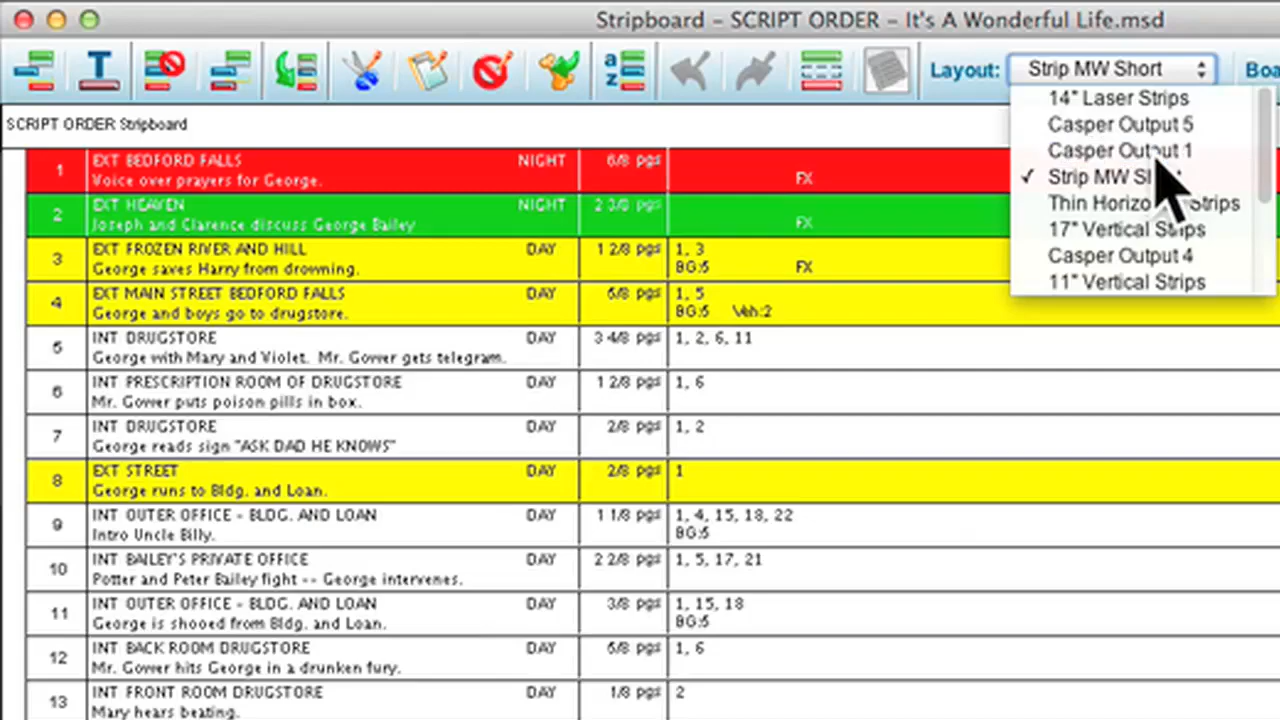 Stripboard – SCRIPT ORDER – It's A Wonderful Life.msd
a z Layout: Strip MW Short Boa
14" Laser Strips
Casper Output 5
Casper Output 1
✓ Strip MW
Thin Strips
17" Vertical Strips
Casper Output 4
11" Vertical Strips
SCRIPT ORDER Stripboard
1 EXT BEDFORD FALLS NIGHT 6/8 pgs
Voice over prayers for George. FX
2 EXT HEAVEN NIGHT 2 3/8 pgs
Joseph and Clarence discuss George Bailey FX
3 EXT FROZEN RIVER AND HILL DAY 1 2/8 pgs 1, 3
George saves Harry from drowning. BG:5 FX
4 EXT MAIN STREET BEDFORD FALLS DAY 1, 5
George and boys go to drugstore. BG:5 Veh:2
5 INT DRUGSTORE DAY 3 4/8 pgs 1, 2, 6, 11
George with Mary and Violet. Mr. Gower gets telegram.
6 INT PRESCRIPTION ROOM OF DRUGSTORE DAY 1 2/8 pgs 1, 6
Mr. Gower puts poison pills in box.
7 INT DRUGSTORE DAY 2/8 pgs 1, 2
George reads sign "ASK DAD HE KNOWS"
8 EXT STREET DAY 2/8 pgs 1
George runs to Bldg. and Loan.
9 INT OUTER OFFICE - BLDG. AND LOAN DAY 1 1/8 pgs 1, 4, 15, 18, 22
Intro Uncle Billy. BG:5
10 INT BAILEY'S PRIVATE OFFICE DAY 2 2/8 pgs 1, 5, 17, 21
Potter and Peter Bailey fight -- George intervenes.
11 INT OUTER OFFICE - BLDG. AND LOAN DAY 3/8 pgs 1, 15, 18
George is shooed from Bldg. and Loan. BG:5
12 INT BACK ROOM DRUGSTORE DAY 1, 6
Mr. Gower hits George in a drunken fury.
13 INT FRONT ROOM DRUGSTORE DAY 1/8 pgs 2
Mary hears beating.